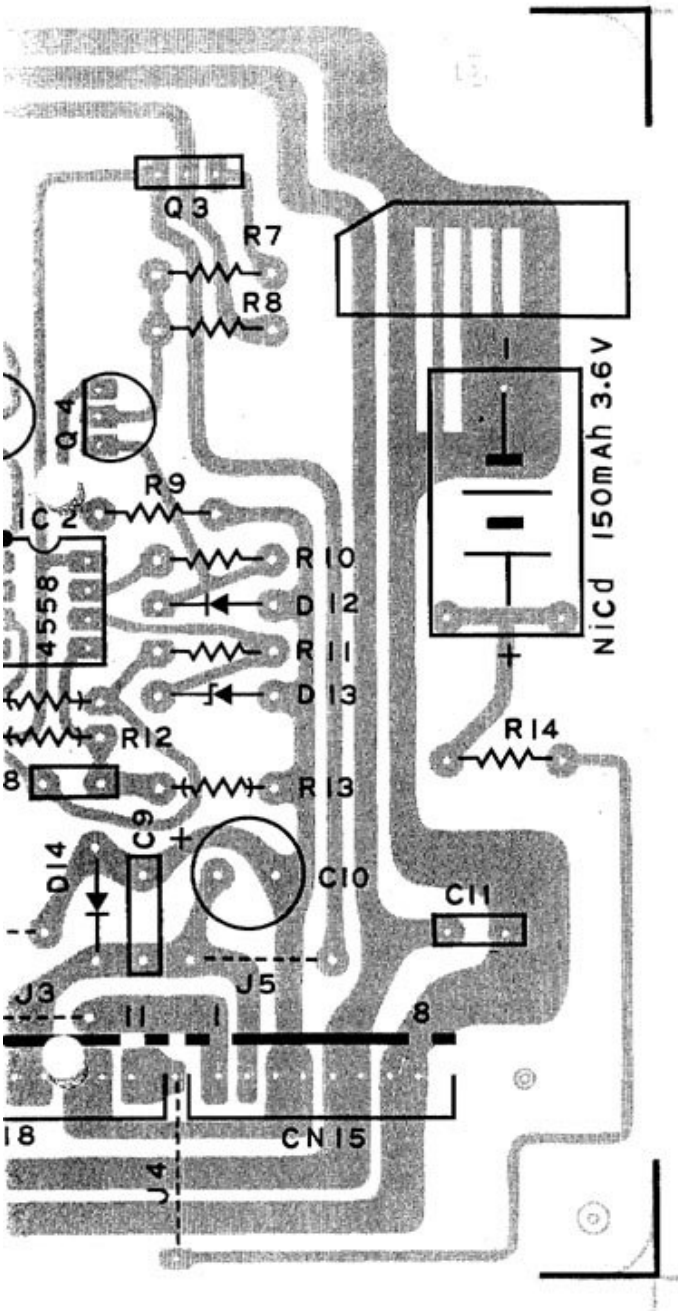 Q3
R7
R8
Q4
R9
IC2
4558
R10
D12
R11
D13
R12
R13
8
C9
+
D14
C10
-
NiCd 150mAh 3.6V
+
R14
C11
J5
J3
11
1
8
18
CN15
J4